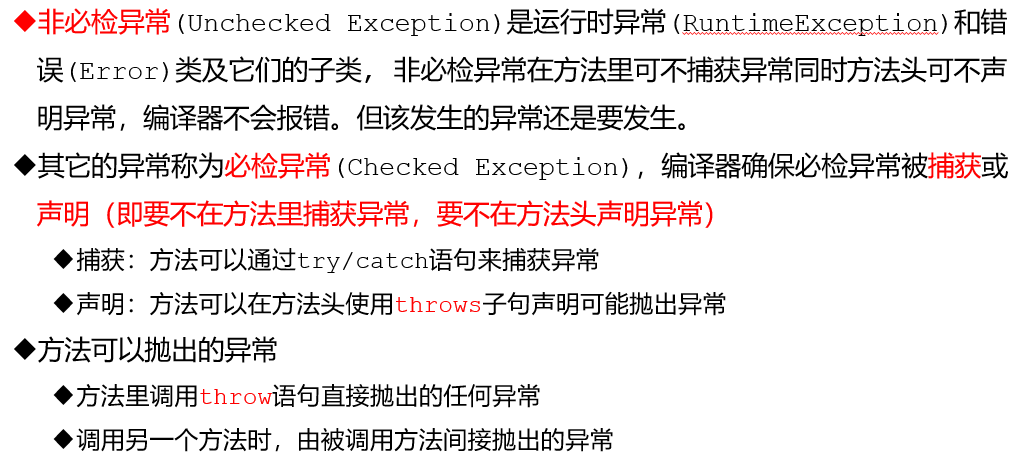 ◆非必检异常(Unchecked Exception)是运行时异常(RuntimeException)和错
误(Error)类及它们的子类，非必检异常在方法里可不捕获异常同时方法头可不声
明异常，编译器不会报错。但该发生的异常还是要发生。
◆其它的异常称为必检异常(Checked Exception)，编译器确保必检异常被捕获或
声明（即要不在方法里捕获异常，要不在方法头声明异常）
◆捕获：方法可以通过try/catch语句来捕获异常
◆声明：方法可以在方法头使用throws子句声明可能抛出异常
◆方法可以抛出的异常
◆方法里调用throw语句直接抛出的任何异常
◆调用另一个方法时，由被调用方法间接抛出的异常